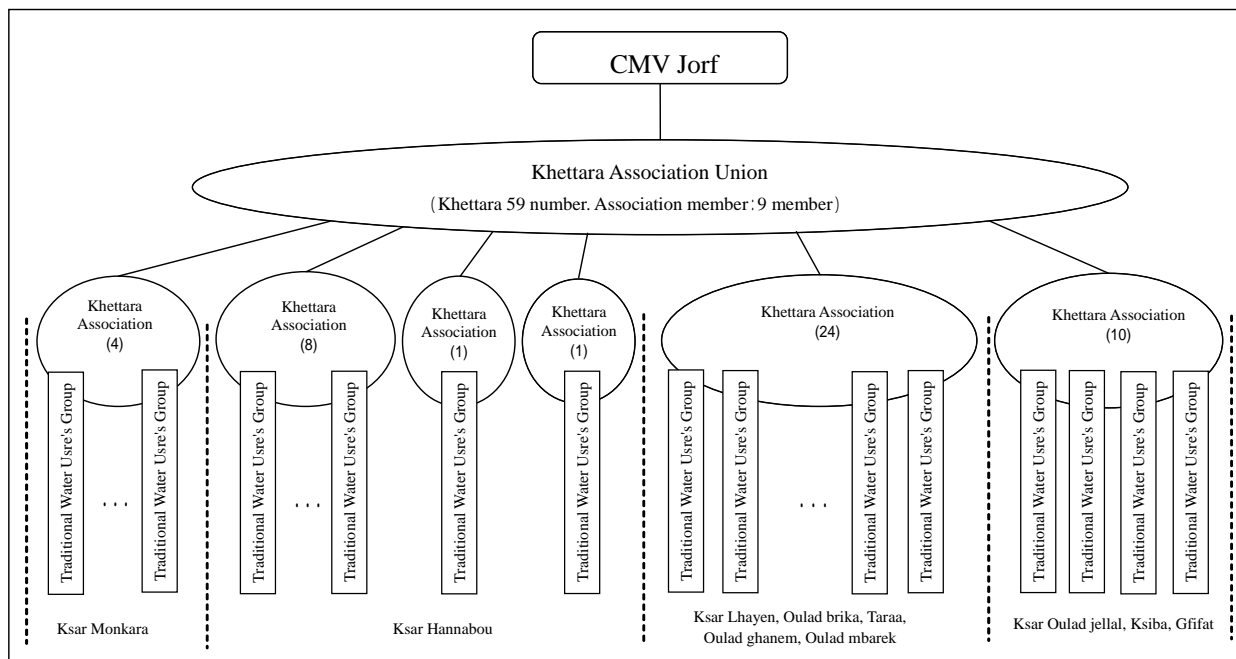 CMV Jorf
Khettara Association Union
(Khettara 59 number. Association member:9 member)
Khettara
Association
(4)
Khettara
Association
(8)
Khettara
Association
(1)
Khettara
Association
(1)
Khettara Association
(24)
Khettara Association
(10)
Traditional Water Usre's Group
...
Traditional Water Usre's Group
Traditional Water Usre's Group
...
Traditional Water Usre's Group
Traditional Water Usre's Group
Traditional Water Usre's Group
Traditional Water Usre's Group
Traditional Water Usre's Group
...
Traditional Water Usre's Group
Traditional Water Usre's Group
Traditional Water Usre's Group
Traditional Water Usre's Group
Traditional Water Usre's Group
Traditional Water Usre's Group
Ksar Monkara
Ksar Hannabou
Ksar Lhayen, Oulad brika, Taraa,
Oulad ghanem, Oulad mbarek
Ksar Oulad jellal, Ksiba, Gfifat